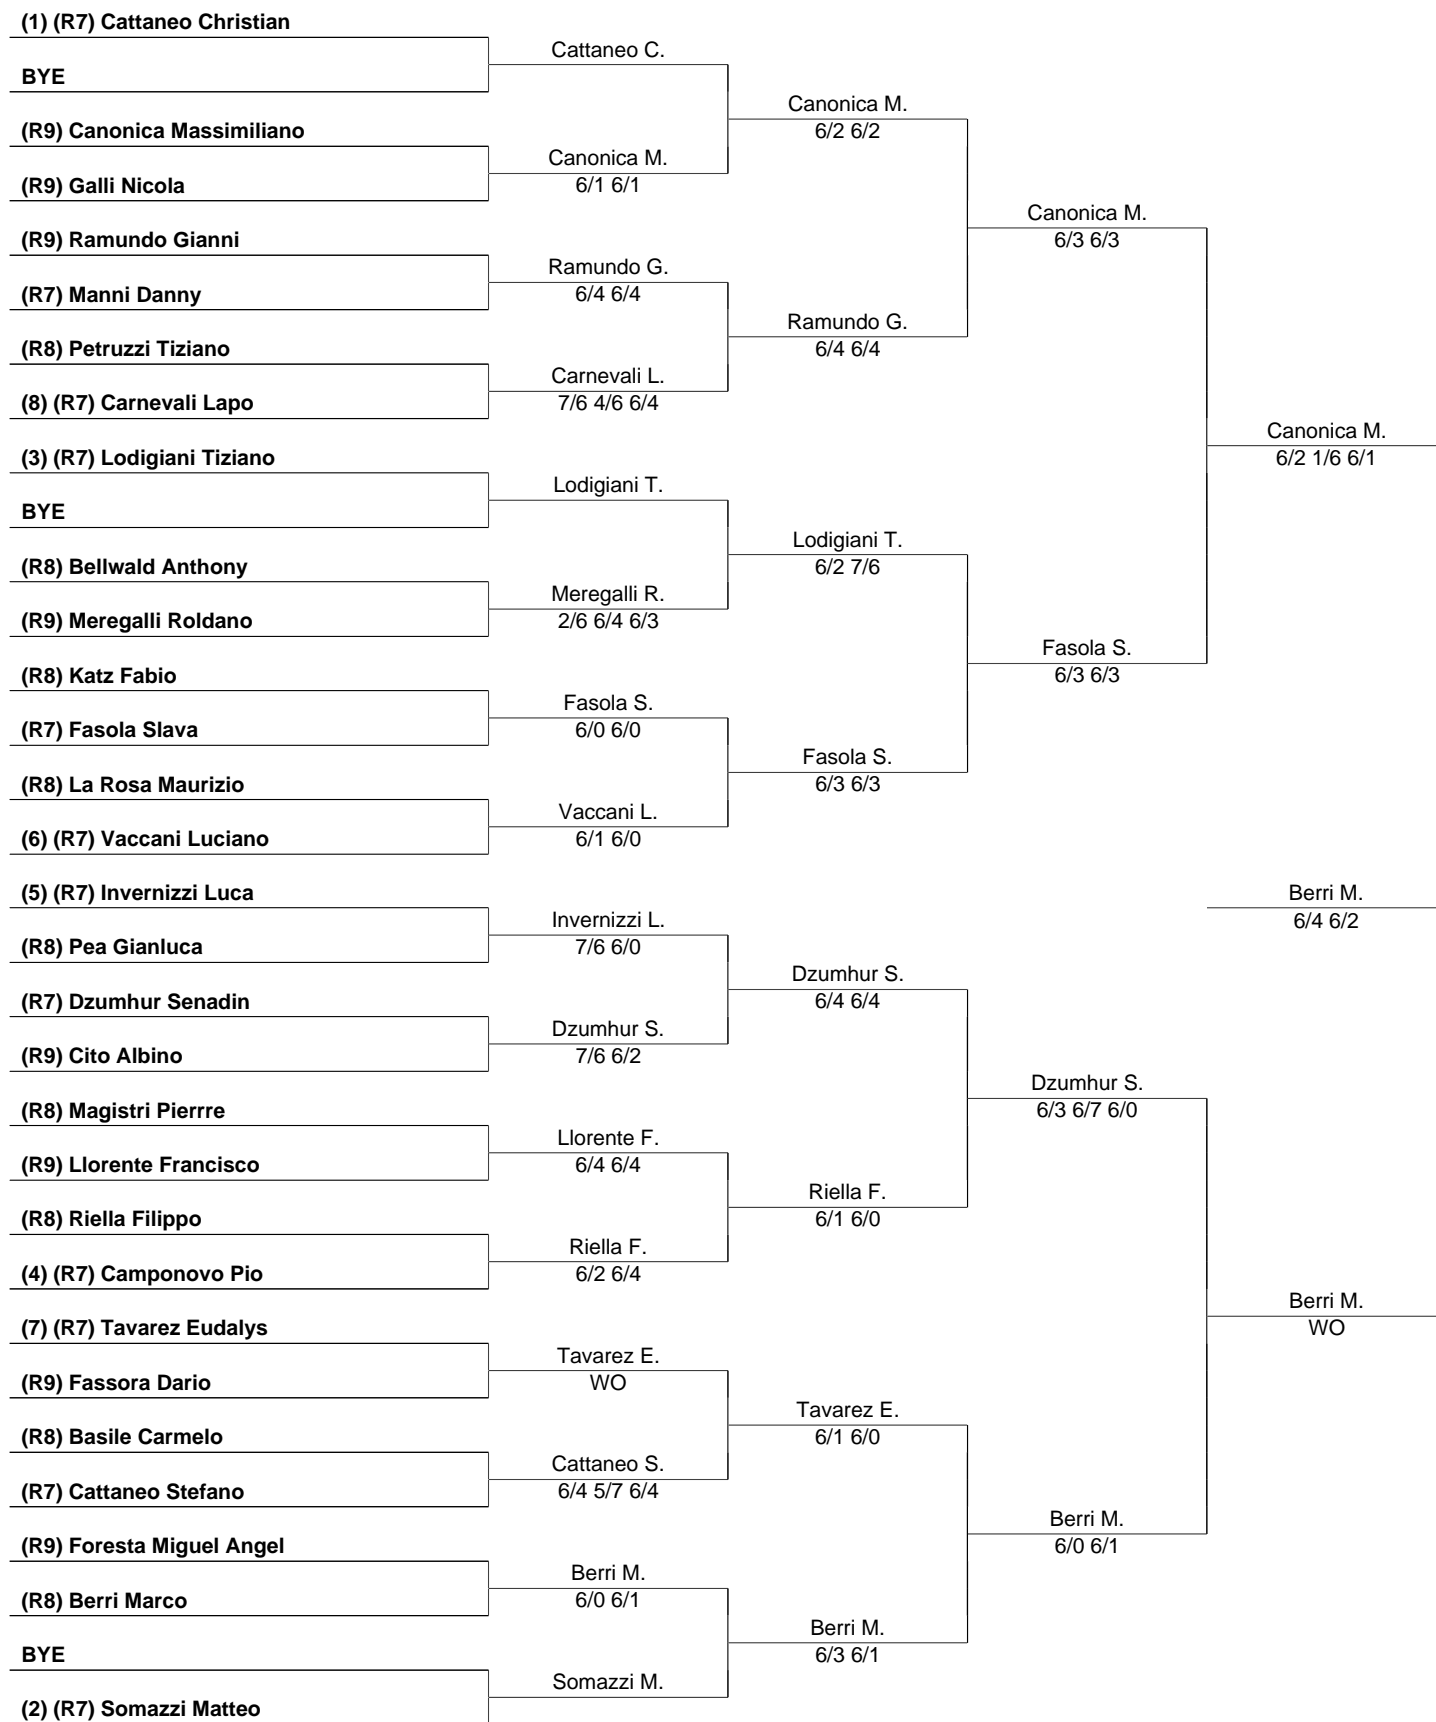 (1) (R7) Cattaneo Christian
BYE
(R9) Canonica Massimiliano
(R9) Galli Nicola
(R9) Ramundo Gianni
(R7) Manni Danny
(R8) Petruzzi Tiziano
(8) (R7) Carnevali Lapo
(3) (R7) Lodigiani Tiziano
BYE
(R8) Bellwald Anthony
(R9) Meregalli Roldano
(R8) Katz Fabio
(R7) Fasola Slava
(R8) La Rosa Maurizio
(6) (R7) Vaccani Luciano
(5) (R7) Invernizzi Luca
(R8) Pea Gianluca
(R7) Dzumhur Senadin
(R9) Cito Albino
(R8) Magistri Pierrre
(R9) Llorente Francisco
(R8) Riella Filippo
(4) (R7) Camponovo Pio
(7) (R7) Tavarez Eudalys
(R9) Fassora Dario
(R8) Basile Carmelo
(R7) Cattaneo Stefano
(R9) Foresta Miguel Angel
(R8) Berri Marco
BYE
(2) (R7) Somazzi Matteo
Cattaneo C.
Canonica M.
6/1 6/1
Ramundo G.
6/4 6/4
Carnevali L.
7/6 4/6 6/4
Lodigiani T.
Meregalli R.
2/6 6/4 6/3
Fasola S.
6/0 6/0
Vaccani L.
6/1 6/0
Invernizzi L.
7/6 6/0
Dzumhur S.
7/6 6/2
Llorente F.
6/4 6/4
Riella F.
6/2 6/4
Tavarez E.
WO
Cattaneo S.
6/4 5/7 6/4
Berri M.
6/0 6/1
Somazzi M.
Canonica M.
6/2 6/2
Ramundo G.
6/4 6/4
Lodigiani T.
6/2 7/6
Fasola S.
6/3 6/3
Dzumhur S.
6/4 6/4
Riella F.
6/1 6/0
Tavarez E.
6/1 6/0
Berri M.
6/3 6/1
Canonica M.
6/3 6/3
Fasola S.
6/3 6/3
Dzumhur S.
6/3 6/7 6/0
Berri M.
6/0 6/1
Canonica M.
6/2 1/6 6/1
Berri M.
6/4 6/2
Berri M.
WO